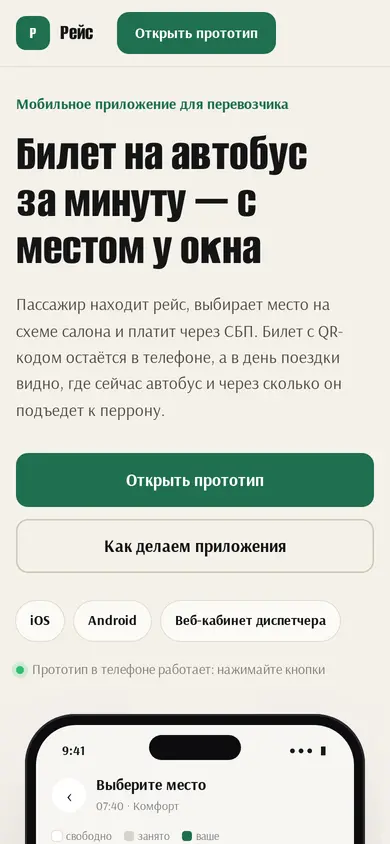 Р Рейс Открыть прототип
Мобильное приложение для перевозчика
Билет на автобус
за минуту — с
местом у окна
Пассажир находит рейс, выбирает место на
схеме салона и платит через СБП. Билет с QR-
кодом остаётся в телефоне, а в день поездки
видно, где сейчас автобус и через сколько он
подъедет к перрону.
Открыть прототип
Как делаем приложения
iOS Android Веб-кабинет диспетчера
Прототип в телефоне работает: нажимайте кнопки
9:41
Выберите место
07:40 · Комфорт
свободно занято ваше